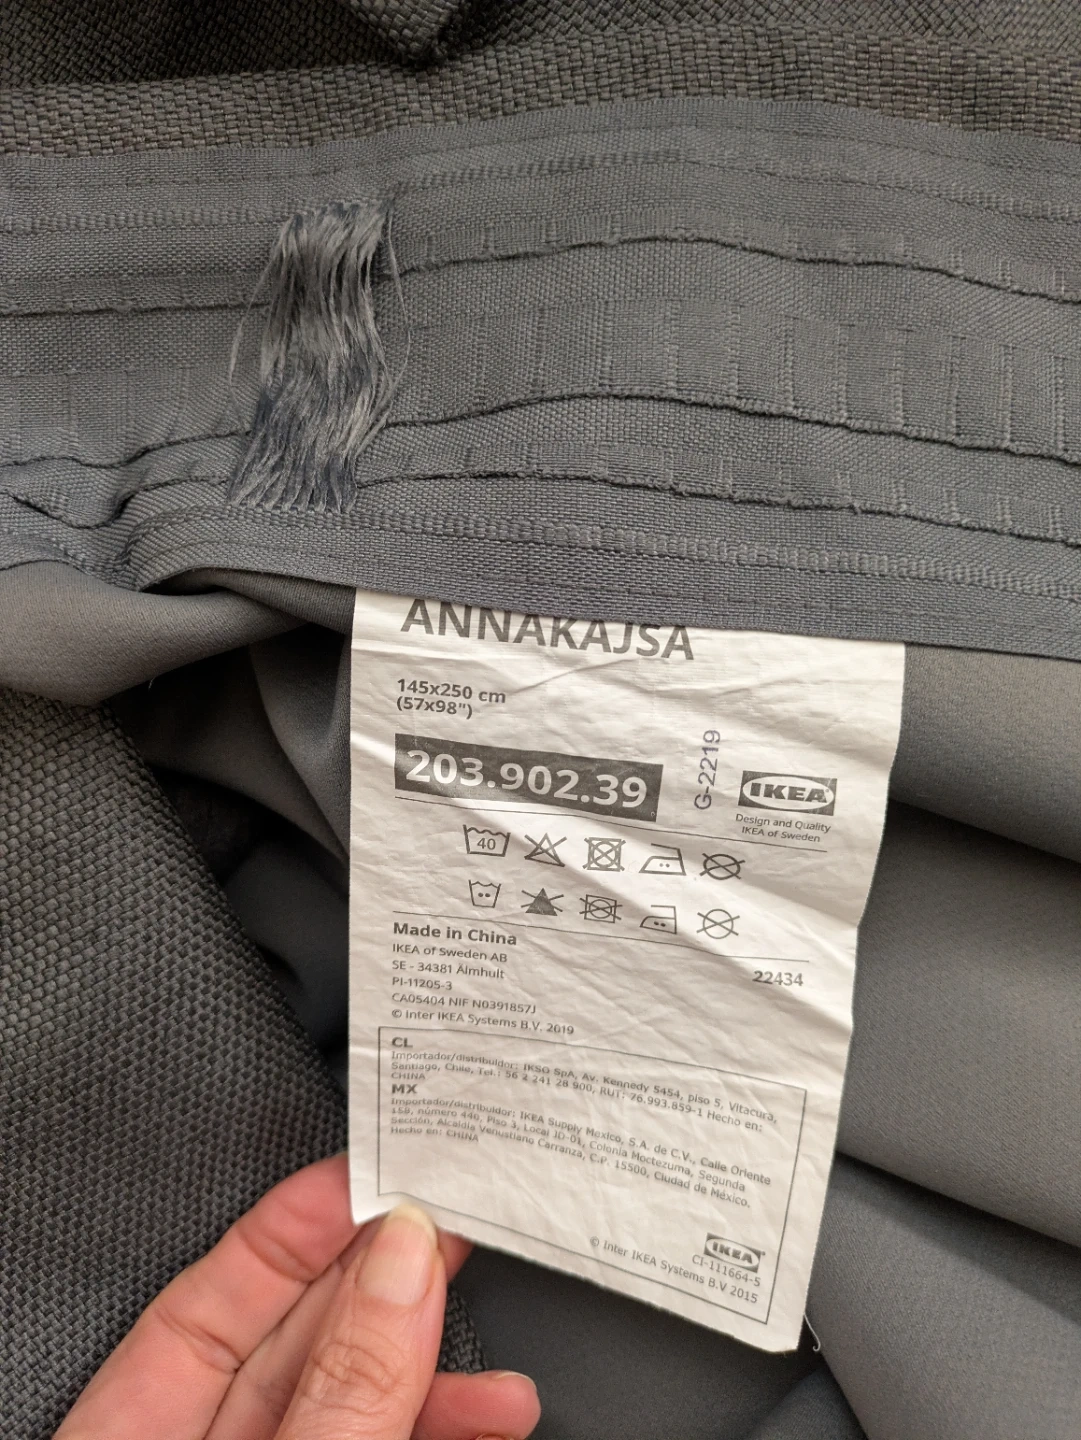 ANNAKAJSA
145x250 cm
(57x98")
203.902.39
G-2219
IKEA
Design and Quality
IKEA of Sweden
40
Made in China
IKEA of Sweden AB
SE - 34381 Älmhult
22434
PI-11205-3
CA05404 NIF N0391857J
© Inter IKEA Systems B.V. 2019
CL
Importador/distribuidor: IKSO SpA, Av. Kennedy 5454, piso 5, Vitacura,
Santiago, Chile, Tel.: 56 2 241 28 900, RUT: 76.993.859-1 Hecho en:
CHINA
MX
Importador/distribuidor: IKEA Supply Mexico, S.A. de C.V., Calle Oriente
158, número 440, Piso 3, Local ID-01, Colonia Moctezuma, Segunda
Sección, Alcaldía Venustiano Carranza, C.P. 15500, Ciudad de México.
Hecho en: CHINA
IKEA
CI-111664-5
© Inter IKEA Systems B.V 2015